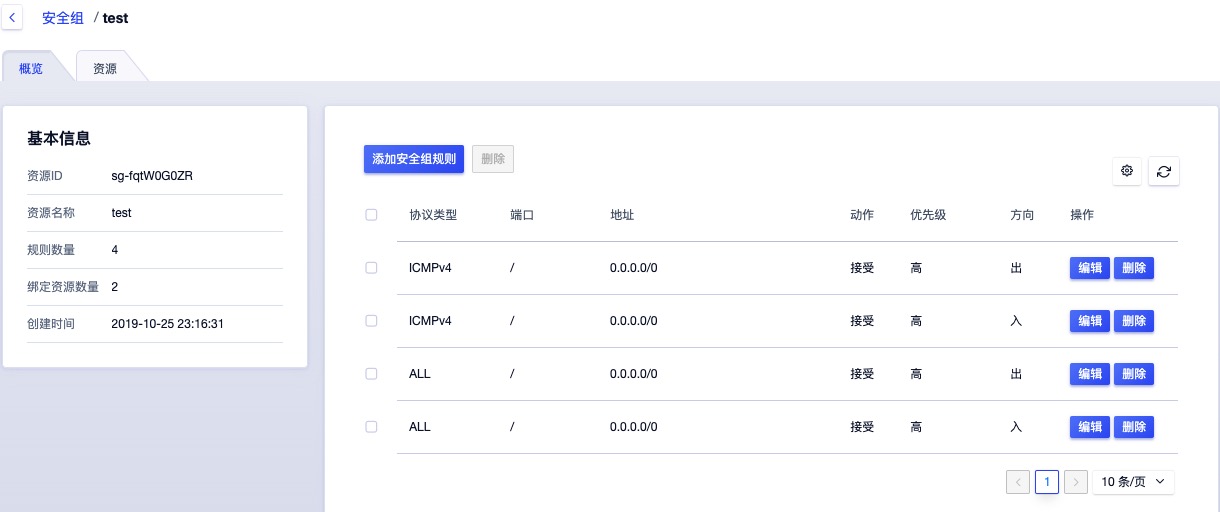 安全组 / test
概览 资源
基本信息
资源ID sg-fqtW0G0ZR
资源名称 test
规则数量 4
绑定资源数量 2
创建时间 2019-10-25 23:16:31
添加安全组规则 删除
协议类型 端口 地址 动作 优先级 方向 操作
ICMPv4 / 0.0.0.0/0 接受 高 出 编辑 删除
ICMPv4 / 0.0.0.0/0 接受 高 入 编辑 删除
ALL / 0.0.0.0/0 接受 高 出 编辑 删除
ALL / 0.0.0.0/0 接受 高 入 编辑 删除
1 10 条/页